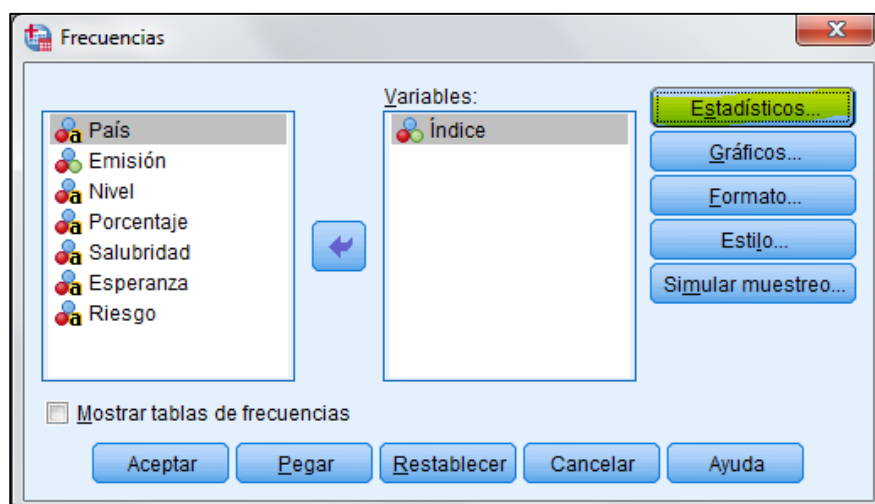 Frecuencias
Variables:
País
Emisión
Nivel
Porcentaje
Salubridad
Esperanza
Riesgo
Índice
Estadísticos...
Gráficos...
Formato...
Estilo...
Simular muestreo...
Mostrar tablas de frecuencias
Aceptar Pegar Restablecer Cancelar Ayuda